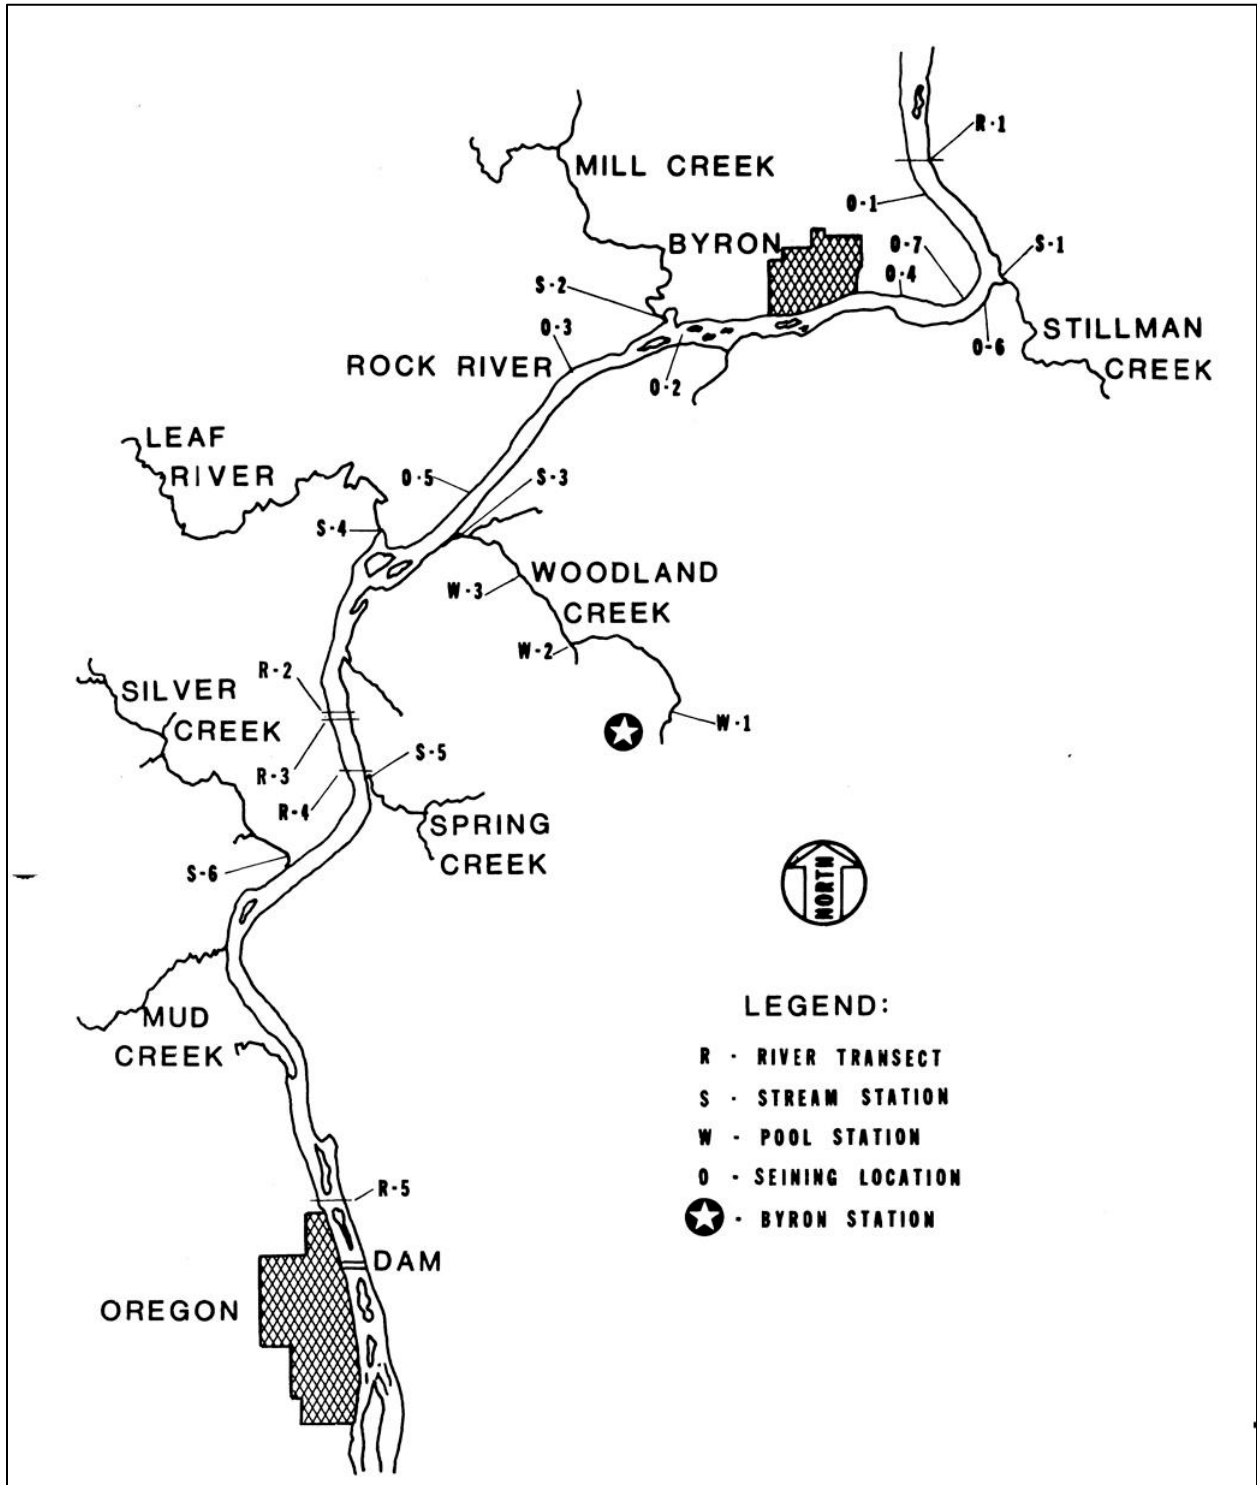 R-1
MILL CREEK
O-1
BYRON
O-7
S-1
O-4
S-2
O-3
STILLMAN
CREEK
O-6
ROCK RIVER
O-2
LEAF
RIVER
O-5
S-3
S-4
WOODLAND
CREEK
W-3
W-2
R-2
SILVER
CREEK
W-1
S-5
R-3
R-4
SPRING
CREEK
S-6
NORTH
MUD
CREEK
LEGEND:
R - RIVER TRANSECT
S - STREAM STATION
W - POOL STATION
O - SEINING LOCATION
- BYRON STATION
R-5
DAM
OREGON